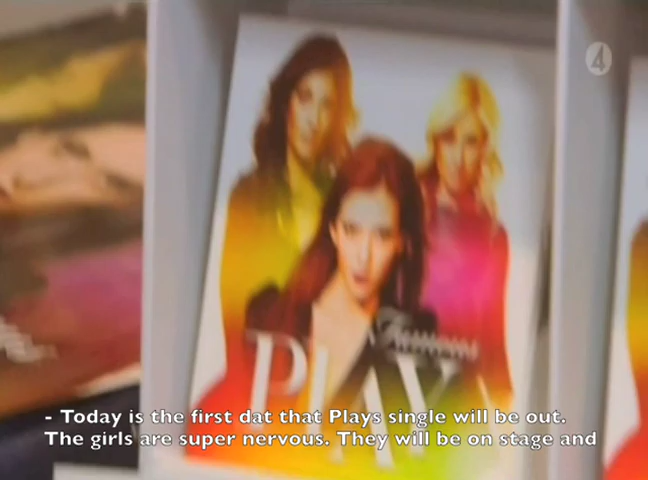 4
Famous
PLAY
- Today is the first dat that Plays single will be out.
The girls are super nervous. They will be on stage and